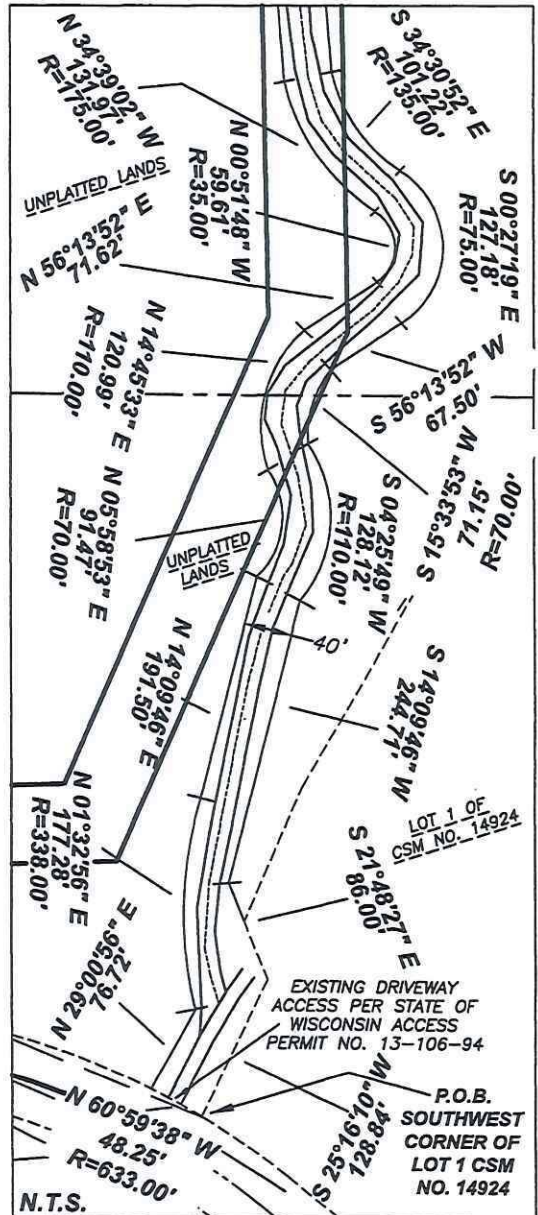 N 34°39'02" W
131.97'
R=175.00'
S 34°30'52" E
101.22'
R=135.00'
UNPLATTED LANDS
N 00°51'48" W
59.61'
R=35.00'
S 00°27'19" E
127.18'
R=75.00'
N 56°13'52" E
71.62'
N 14°45'33" E
120.99'
R=110.00'
S 56°13'52" W
67.50'
S 15°33'53" W
71.15'
R=70.00'
N 05°58'53" E
91.47'
R=70.00'
UNPLATTED
LANDS
S 04°25'49" W
128.12'
R=110.00'
40'
N 14°09'46" E
191.50'
S 14°09'46" W
244.71'
LOT 1 OF
CSM NO. 14924
N 01°32'56" E
177.28'
R=338.00'
S 21°48'27" E
86.00'
N 29°00'56" E
76.72'
EXISTING DRIVEWAY
ACCESS PER STATE OF
WISCONSIN ACCESS
PERMIT NO. 13-106-94
N 60°59'38" W
48.25'
R=633.00'
S 25°16'10" W
128.84'
P.O.B.
SOUTHWEST
CORNER OF
LOT 1 CSM
NO. 14924
N.T.S.